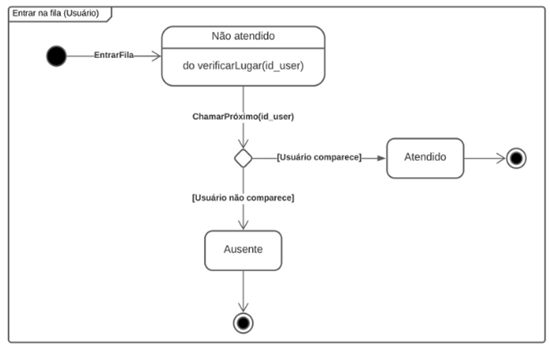 Entrar na fila (Usuário)
Não atendido
EntrarFila
do verificarLugar(id_user)
ChamarPróximo(id_user)
[Usuário comparece]
Atendido
[Usuário não comparece]
Ausente